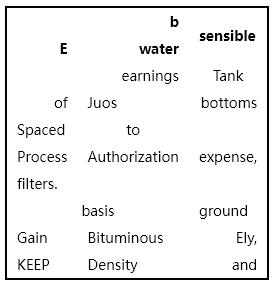 b sensible
E water
earnings Tank
of Juos bottoms
Spaced to
Process Authorization expense,
filters.
basis ground
Gain Bituminous Ely,
KEEP Density and